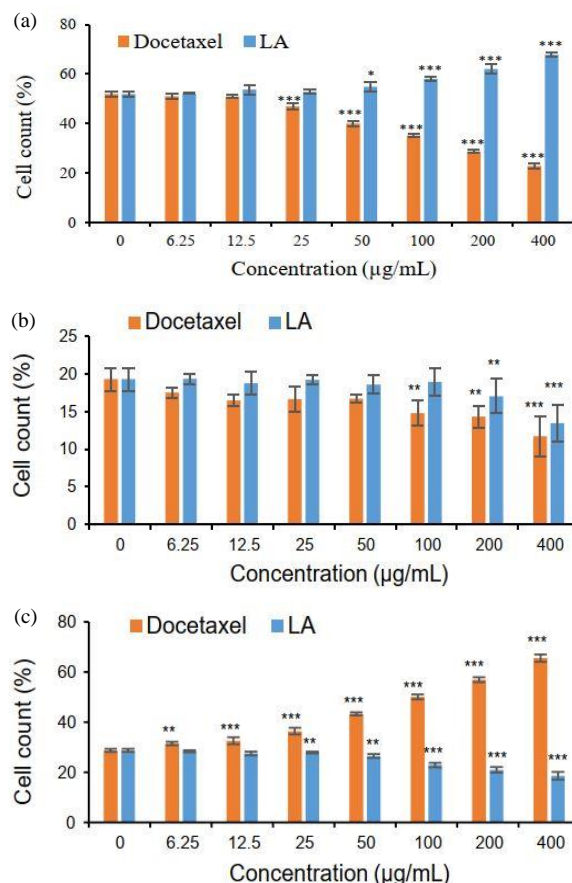 (a)
80
60
40
20
0
Cell count (%)
Docetaxel LA
*** *** *** *** ***
* *** *** ***
0 6.25 12.5 25 50 100 200 400
Concentration (µg/mL)
(b)
25
20
15
10
5
0
Cell count (%)
Docetaxel LA
** ** ***
** ***
0 6.25 12.5 25 50 100 200 400
Concentration (µg/mL)
(c)
80
60
40
20
0
Cell count (%)
Docetaxel LA
** *** *** *** *** *** ***
** ** *** *** ***
0 6.25 12.5 25 50 100 200 400
Concentration (µg/mL)